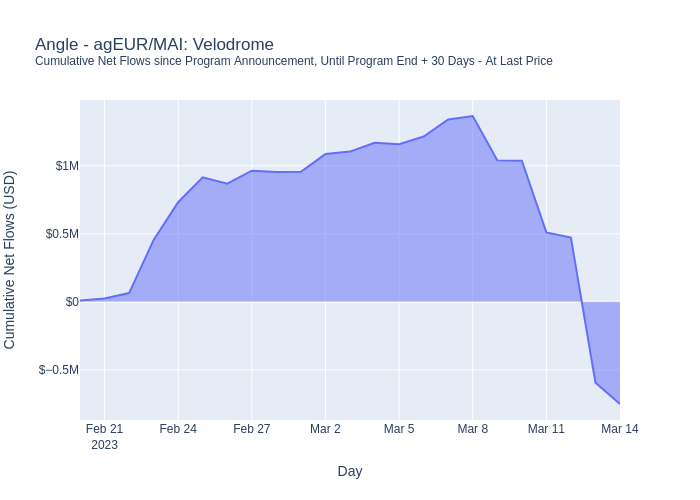 Angle - agEUR/MAI: Velodrome
Cumulative Net Flows since Program Announcement, Until Program End + 30 Days - At Last Price
Cumulative Net Flows (USD)
$1M
$0.5M
$0
$−0.5M
Feb 21
2023
Feb 24
Feb 27
Mar 2
Mar 5
Mar 8
Mar 11
Mar 14
Day